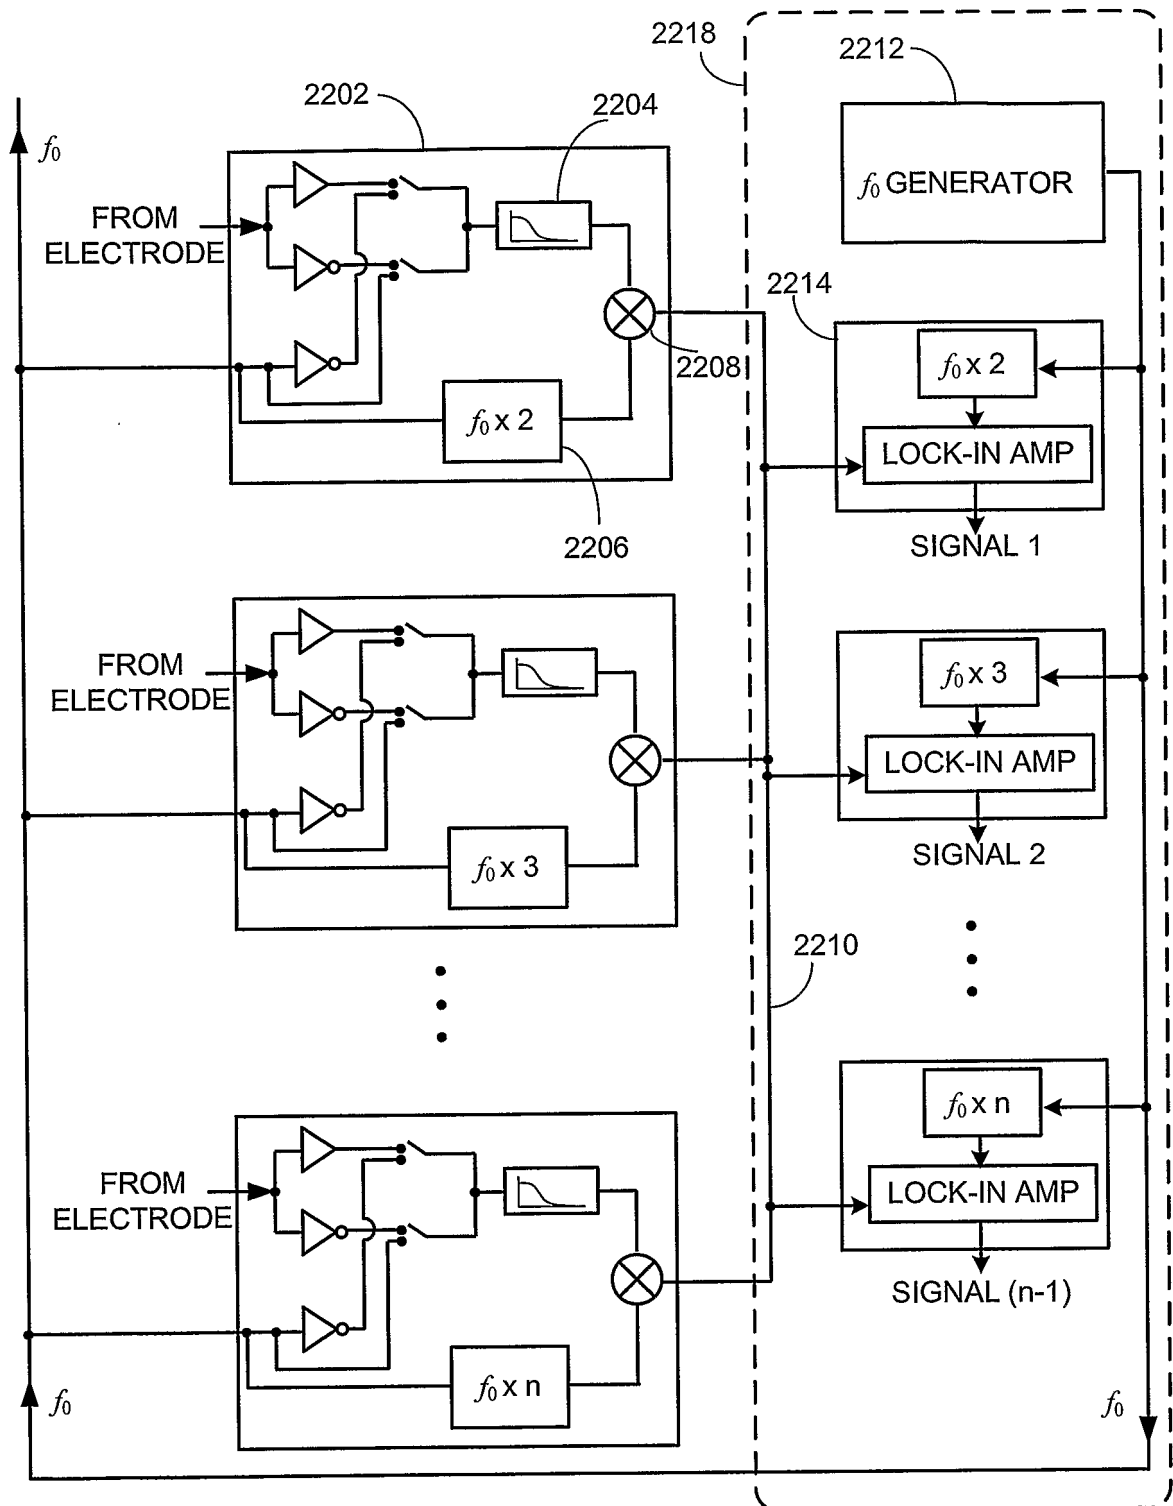 2218
2212
2202
2204
f0
f0 GENERATOR
FROM
ELECTRODE
2214
f0 x 2
2208
f0 x 2
LOCK-IN AMP
2206
SIGNAL 1
FROM
ELECTRODE
f0 x 3
LOCK-IN AMP
f0 x 3
SIGNAL 2
2210
f0 x n
FROM
ELECTRODE
LOCK-IN AMP
SIGNAL (n-1)
f0 x n
f0
f0